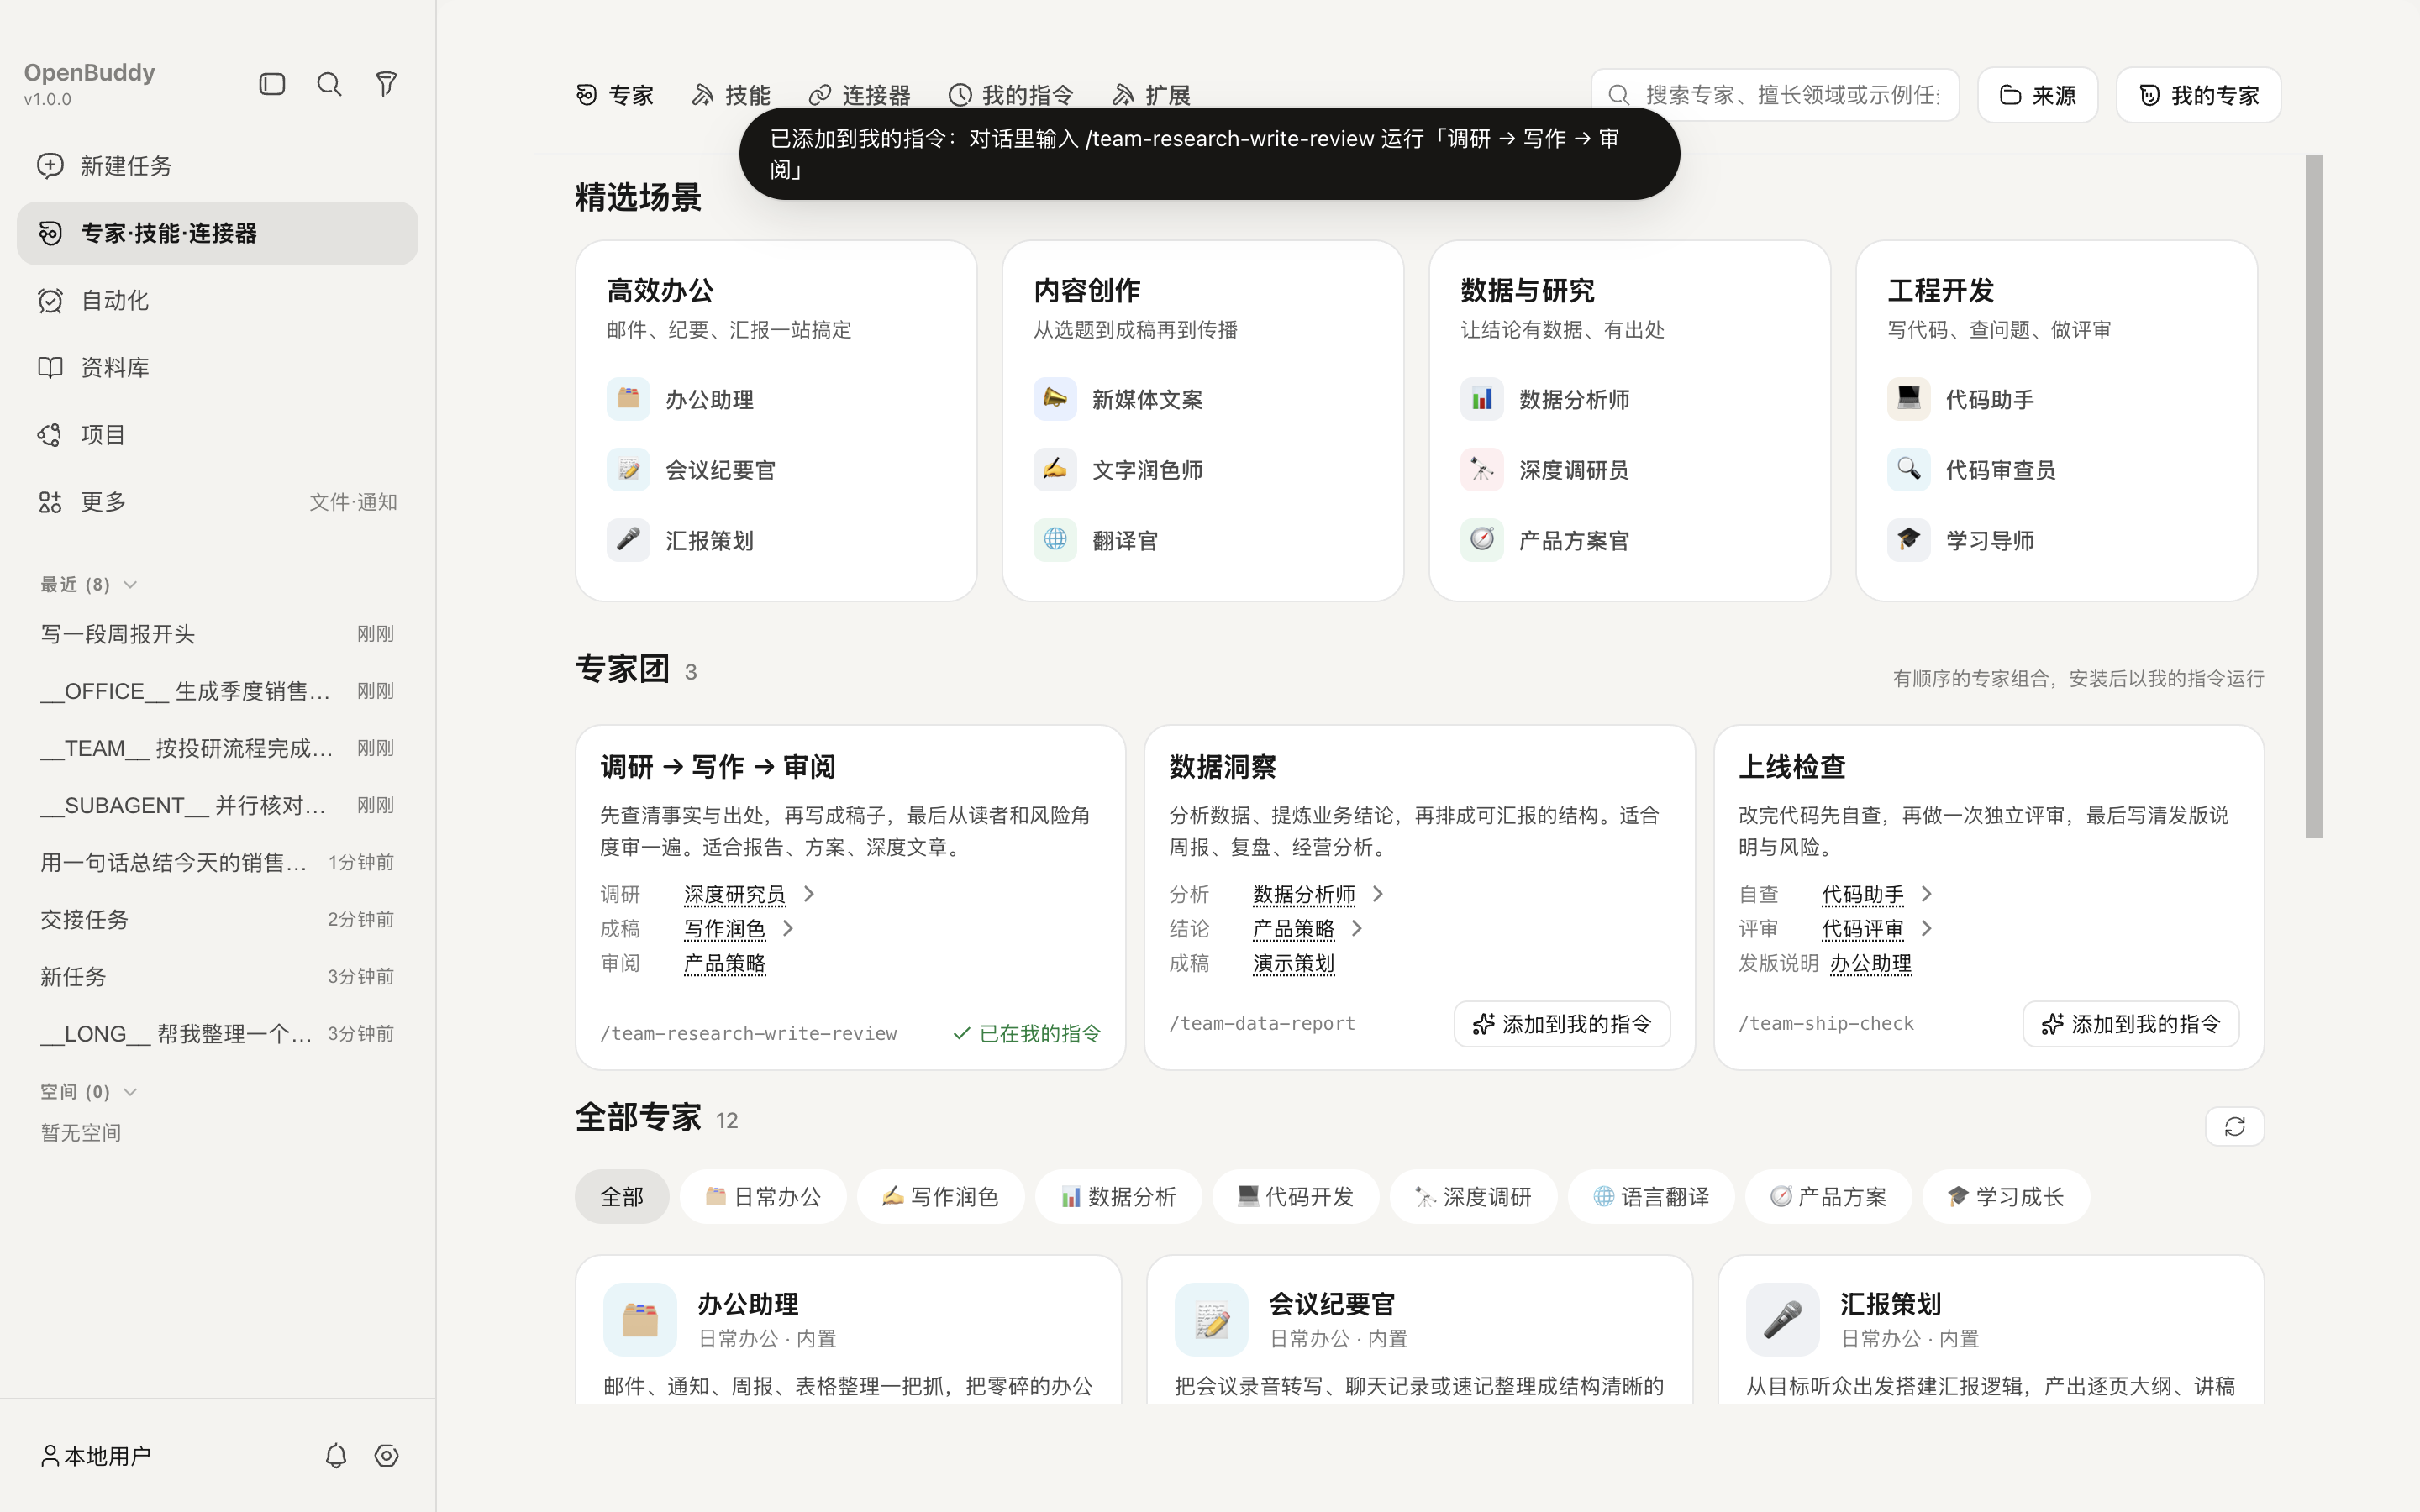 OpenBuddy
v1.0.0
新建任务
专家·技能·连接器
自动化
资料库
项目
更多 文件·通知
最近 (8)
写一段周报开头 刚刚
__OFFICE__ 生成季度销售... 刚刚
__TEAM__ 按投研流程完成... 刚刚
__SUBAGENT__ 并行核对... 刚刚
用一句话总结今天的销售... 1分钟前
交接任务 2分钟前
新任务 3分钟前
__LONG__ 帮我整理一个... 3分钟前
空间 (0)
暂无空间
本地用户
专家 技能 连接器 我的指令 扩展
搜索专家、擅长领域或示例任
来源
我的专家
已添加到我的指令：对话里输入 /team-research-write-review 运行「调研 → 写作 → 审
阅」
精选场景
高效办公
邮件、纪要、汇报一站搞定
办公助理
会议纪要官
汇报策划
内容创作
从选题到成稿再到传播
新媒体文案
文字润色师
翻译官
数据与研究
让结论有数据、有出处
数据分析师
深度调研员
产品方案官
工程开发
写代码、查问题、做评审
代码助手
代码审查员
学习导师
专家团 3
有顺序的专家组合，安装后以我的指令运行
调研 → 写作 → 审阅
先查清事实与出处，再写成稿子，最后从读者和风险角
度审一遍。适合报告、方案、深度文章。
调研 深度研究员
成稿 写作润色
审阅 产品策略
/team-research-write-review 已在我的指令
数据洞察
分析数据、提炼业务结论，再排成可汇报的结构。适合
周报、复盘、经营分析。
分析 数据分析师
结论 产品策略
成稿 演示策划
/team-data-report 添加到我的指令
上线检查
改完代码先自查，再做一次独立评审，最后写清发版说
明与风险。
自查 代码助手
评审 代码评审
发版说明 办公助理
/team-ship-check 添加到我的指令
全部专家 12
全部 日常办公 写作润色 数据分析 代码开发 深度调研 语言翻译 产品方案 学习成长
办公助理
日常办公 · 内置
邮件、通知、周报、表格整理一把抓，把零碎的办公
会议纪要官
日常办公 · 内置
把会议录音转写、聊天记录或速记整理成结构清晰的
汇报策划
日常办公 · 内置
从目标听众出发搭建汇报逻辑，产出逐页大纲、讲稿